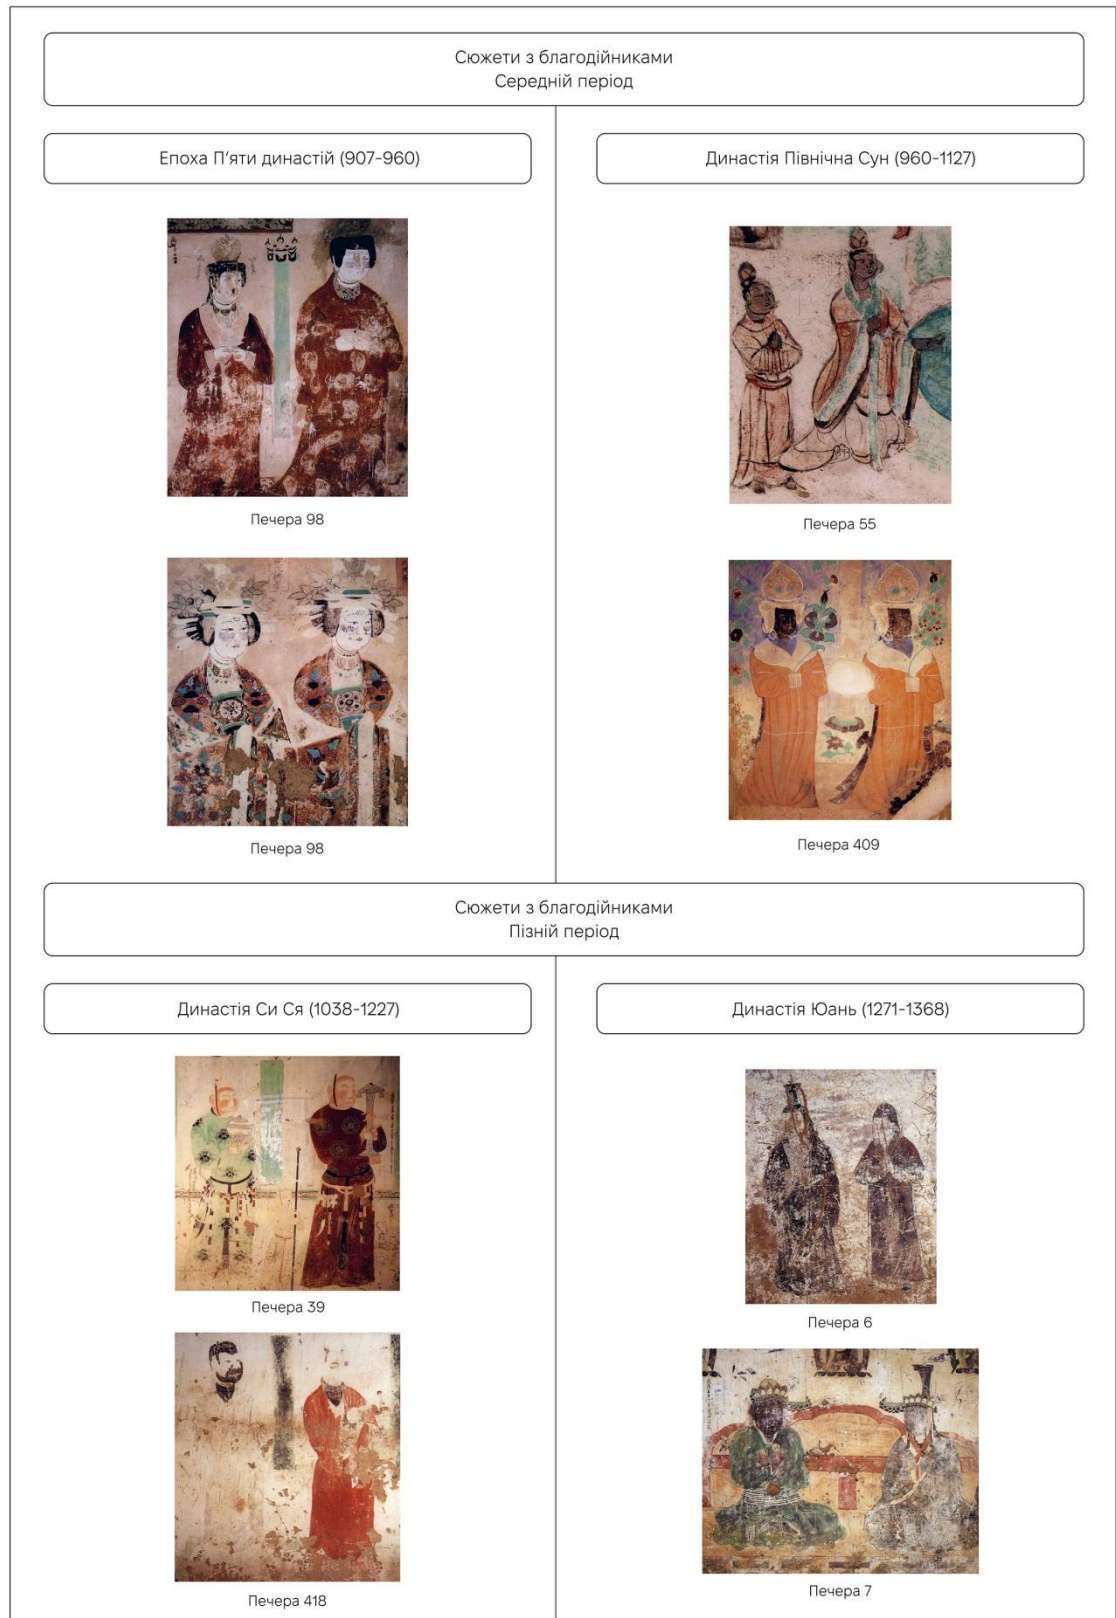 Сюжети з благодійниками
Середній період
Епоха П’яти династій (907-960)
Династія Північна Сун (960-1127)
Печера 98
Печера 55
Печера 98
Печера 409
Сюжети з благодійниками
Пізній період
Династія Си Ся (1038-1227)
Династія Юань (1271-1368)
Печера 39
Печера 6
Печера 418
Печера 7